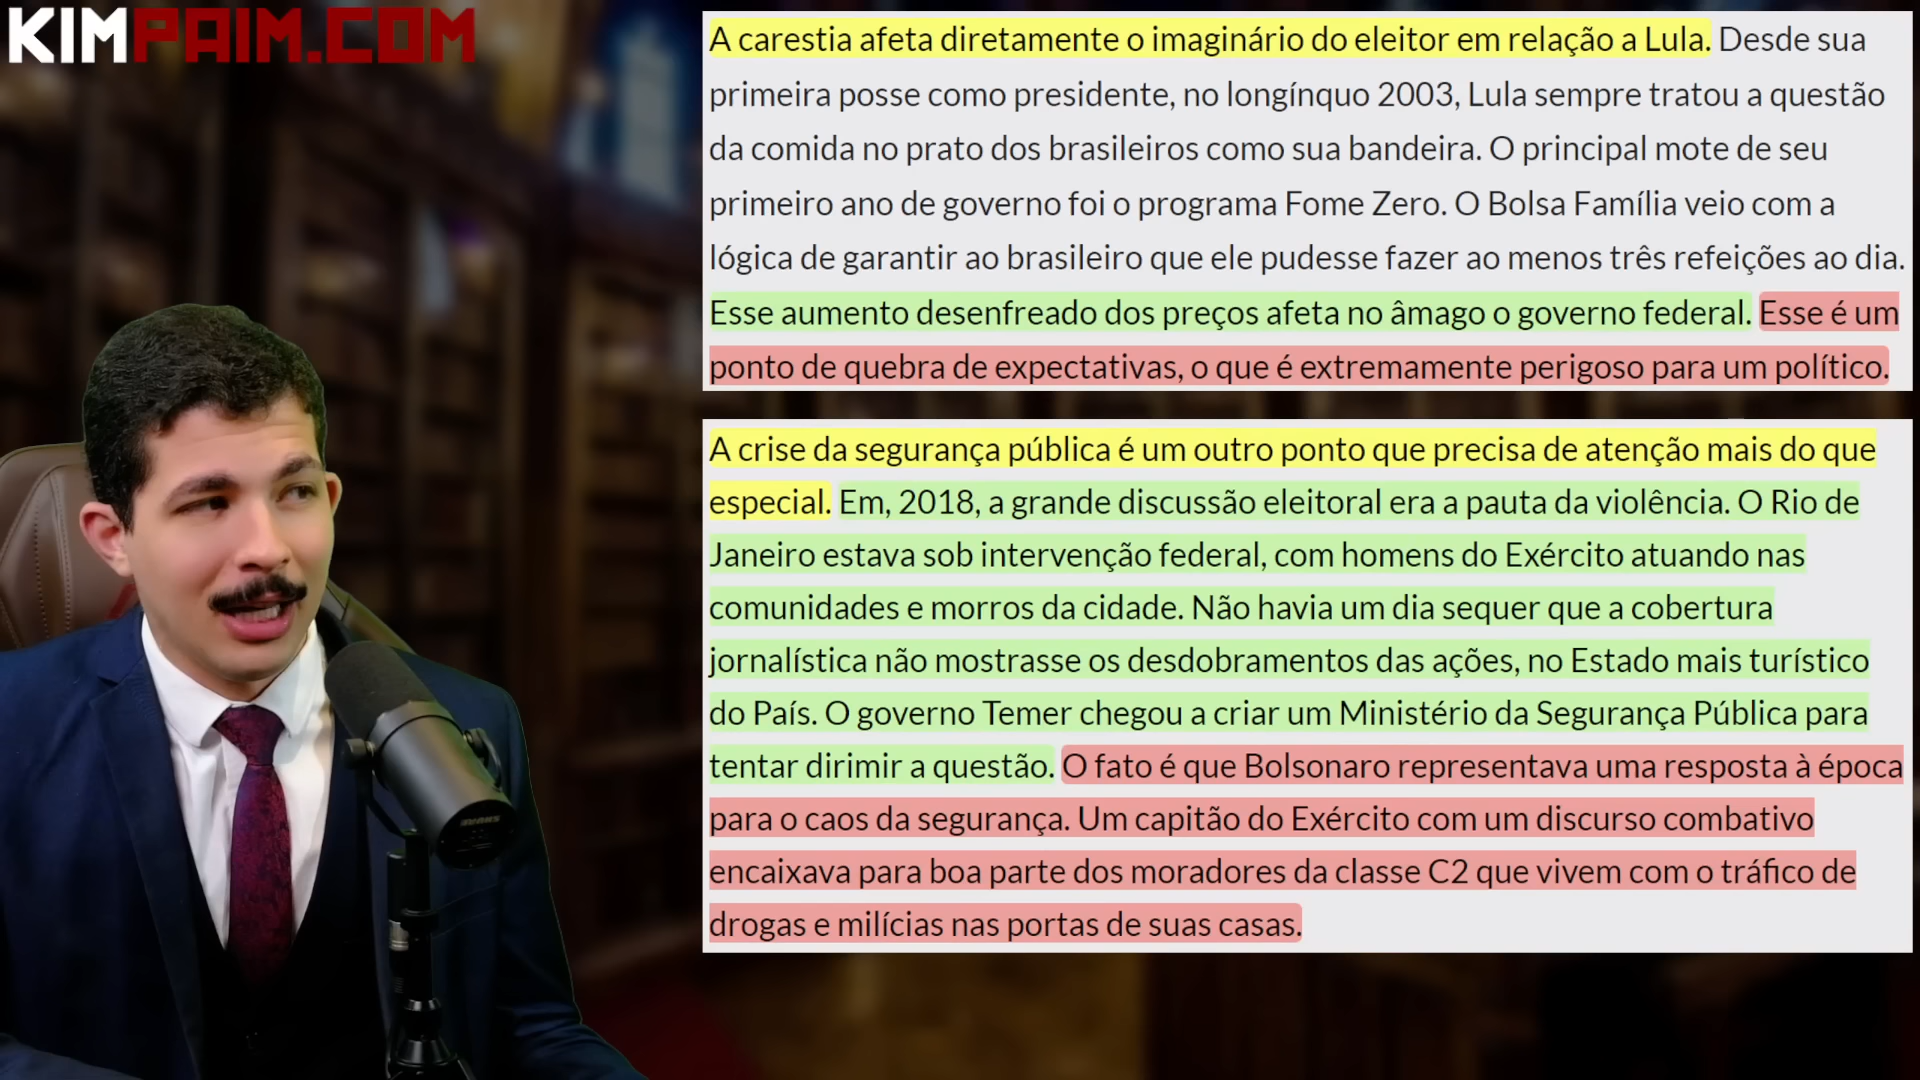 KIMPAIM.COM
A carestia afeta diretamente o imaginário do eleitor em relação a Lula. Desde sua
primeira posse como presidente, no longínquo 2003, Lula sempre tratou a questão
da comida no prato dos brasileiros como sua bandeira. O principal mote de seu
primeiro ano de governo foi o programa Fome Zero. O Bolsa Família veio com a
lógica de garantir ao brasileiro que ele pudesse fazer ao menos três refeições ao dia.
Esse aumento desenfreado dos preços afeta no âmago o governo federal. Esse é um
ponto de quebra de expectativas, o que é extremamente perigoso para um político.
A crise da segurança pública é um outro ponto que precisa de atenção mais do que
especial. Em, 2018, a grande discussão eleitoral era a pauta da violência. O Rio de
Janeiro estava sob intervenção federal, com homens do Exército atuando nas
comunidades e morros da cidade. Não havia um dia sequer que a cobertura
jornalística não mostrasse os desdobramentos das ações, no Estado mais turístico
do País. O governo Temer chegou a criar um Ministério da Segurança Pública para
tentar dirimir a questão. O fato é que Bolsonaro representava uma resposta à época
para o caos da segurança. Um capitão do Exército com um discurso combativo
encaixava para boa parte dos moradores da classe C2 que vivem com o tráfico de
drogas e milícias nas portas de suas casas.
SHURE